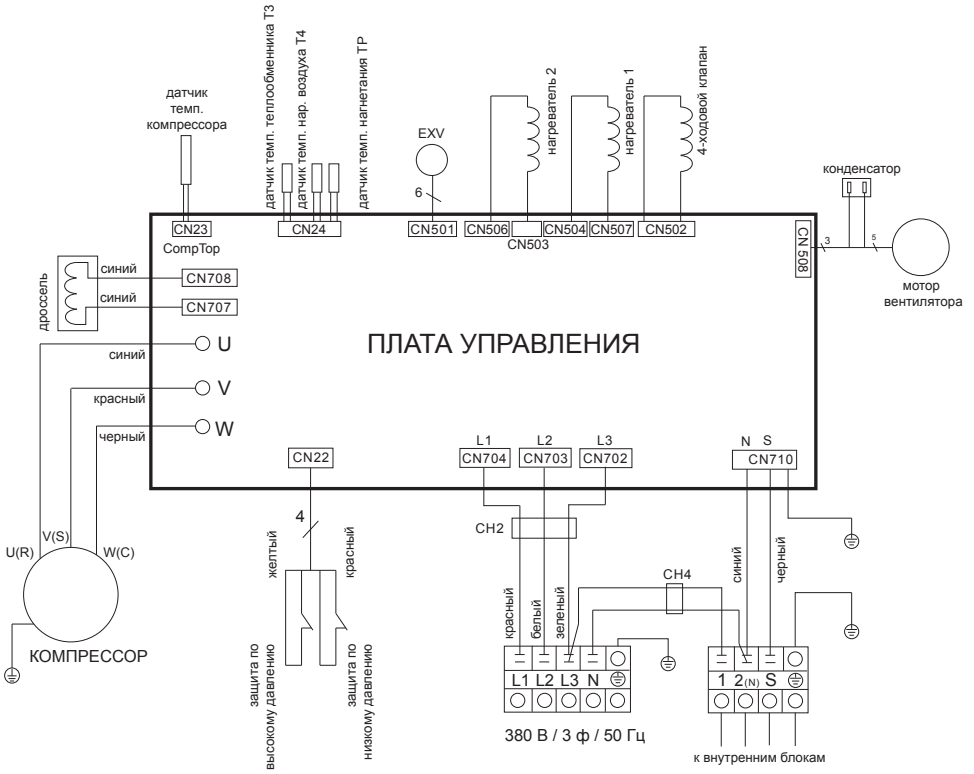 датчик
темп.
компрессора
датчик темп. теплообменника Т3
датчик темп. нар. воздуха Т4
датчик темп. нагнетания ТР
EXV
6
нагреватель 2
нагреватель 1
4-ходовой клапан
конденсатор
CN23
CompTop
CN24
CN501
CN506
CN503
CN504
CN507
CN502
CN 508
3
5
мотор
вентилятора
дроссель
синий
CN708
синий
CN707
ПЛАТА УПРАВЛЕНИЯ
синий
U
красный
V
черный
W
CN22
L1
CN704
L2
CN703
L3
CN702
N S
CN710
4
желтый
красный
CH2
CH4
синий
черный
красный
белый
зеленый
U(R)
V(S)
W(C)
КОМПРЕССОР
защита по
высокому давлению
защита по
низкому давлению
L1 L2 L3 N
1 2(N) S
380 В / 3 ф / 50 Гц
к внутренним блокам